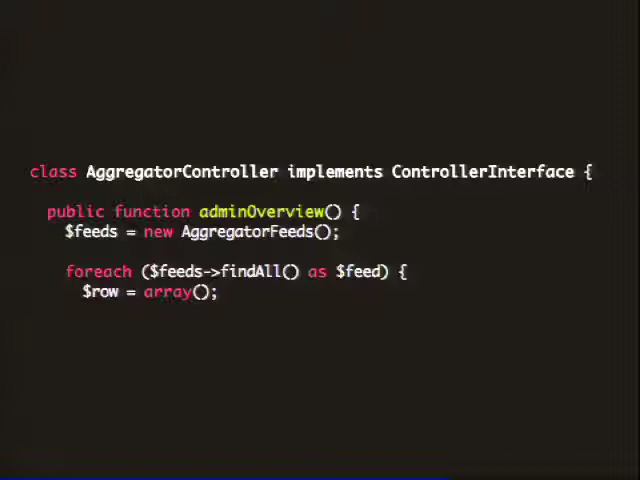 class AggregatorController implements ControllerInterface {
public function adminOverview() {
$feeds = new AggregatorFeeds();
foreach ($feeds->findAll() as $feed) {
$row = array();